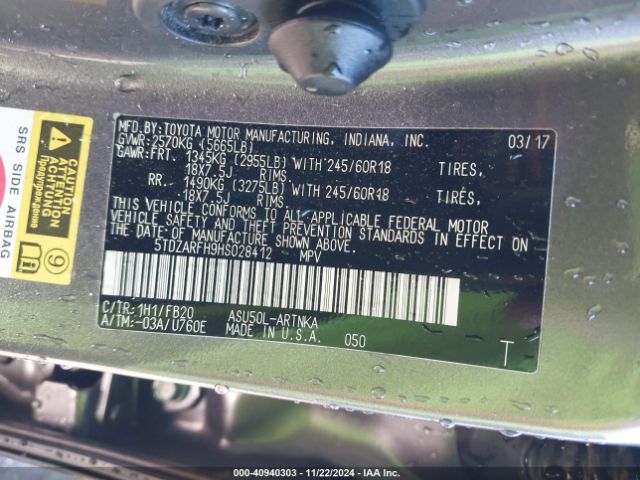 MFD.BY:TOYOTA MOTOR MANUFACTURING, INDIANA, INC. 03/17
GVWR:2570KG (5665LB)
GAWR:FRT. 1345KG (2955LB) WITH 245/60R18 TIRES,
18X7.5J RIMS.
RR. 1490KG (3275LB) WITH 245/60R18 TIRES,
18X7.5J RIMS.
THIS VEHICLE CONFORMS TO ALL APPLICABLE FEDERAL MOTOR
VEHICLE SAFETY AND THEFT PREVENTION STANDARDS IN EFFECT ON
THE DATE OF MANUFACTURE SHOWN ABOVE.
5TDZARFH9HS028412 MPV
C/TR:1H1/FB20 ASU50L-ARTNKA
A/TM:-03A/U760E MADE IN U.S.A. 050
T
SRS SIDE AIRBAG
CAUTION
ATTENTION
ACHTUNG
Предупреждение
9
000-40940303 - 11/22/2024 - IAA Inc.